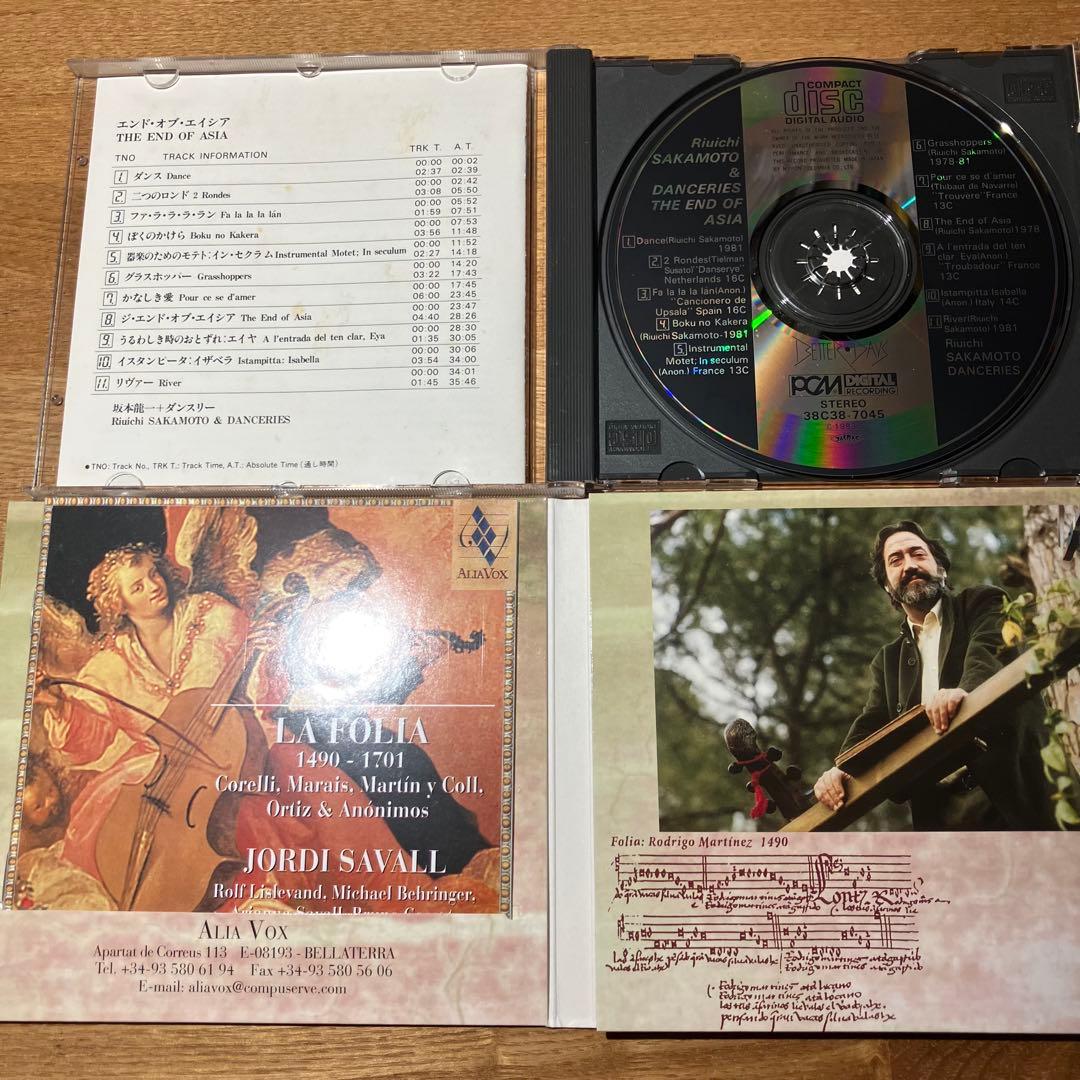 エンド・オブ・エイシア
THE END OF ASIA
TNO TRACK INFORMATION TRK T. A.T.
00:00 00:02
1. ダンス Dance 02:37 02:39
00:00 02:42
2. 二つのロンド 2 Rondes 03:08 05:50
00:00 05:52
3. ファ・ラ・ラ・ラ・ラン Fa la la la lán 01:59 07:51
00:00 07:53
4. ぼくのかけら Boku no Kakera 03:56 11:48
00:00 11:52
5. 器楽のためのモテト:イン・セクラム Instrumental Motet; In seculum 02:27 14:18
00:00 14:20
6. グラスホッパー Grasshoppers 03:22 17:43
00:00 17:45
7. かなしき愛 Pour ce se d'amer 06:00 23:45
00:00 23:47
8. ジ・エンド・オブ・エイシア The End of Asia 04:40 28:26
00:00 28:30
9. うるわしき時のおとずれ:エイヤ A l'entrada del ten clar, Eya 01:35 30:05
00:00 30:06
10. イスタンピータ:イザベラ Istampitta: Isabella 03:54 34:00
00:00 34:01
11. リヴァー River 01:45 35:46
坂本龍一+ダンスリー
Riuichi SAKAMOTO & DANCERIES
●TNO: Track No., TRK T.: Track Time, A.T.: Absolute Time (通し時間)
COMPACT
disc
DIGITAL AUDIO
Riuichi
SAKAMOTO
&
DANCERIES
THE END OF
ASIA
1. Dance(Riuichi Sakamoto)
1981
2. 2 Rondes(Tielman
Susato)"Danserye"
Netherlands 16C
3. Fa la la la lán(Anon.)
"Cancionero de
Upsala" Spain 16C
4. Boku no Kakera
(Riuichi Sakamoto-1981)
5. Instrumental
Motet; In seculum
(Anon.) France 13C
6. Grasshoppers
(Riuichi Sakamoto)
1978-81
7. Pour ce se d'amer
(Thibaut de Navarre)
"Trouvere" France
13C
8. The End of Asia
(Riuichi Sakamoto)1978
9. A l'entrada del ten
clar, Eya(Anon.)
"Troubadour" France
13C
10. Istampitta:Isabella
(Anon.) Italy 14C
11. River(Riuichi
Sakamoto) 1981
Riuichi
SAKAMOTO
DANCERIES
BETTER DAYS
PCM DIGITAL
RECORDING
STEREO
38C38-7045
ALIA VOX
LA FOLIA
1490 - 1701
Corelli, Marais, Martín y Coll,
Ortiz & Anónimos
JORDI SAVALL
Rolf Lislevand, Michael Behringer,
ALIA VOX
Apartat de Correus 113 E-08193 - BELLATERRA
Tel. +34-93 580 61 94 Fax +34-93 580 56 06
E-mail: aliavox@compuserve.com
Folia: Rodrigo Martínez 1490